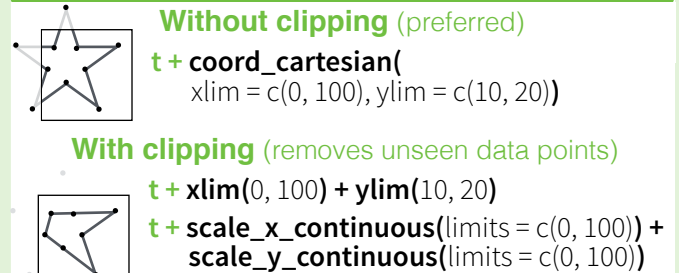 Without clipping (preferred)
t + coord_cartesian(
xlim = c(0, 100), ylim = c(10, 20))
With clipping (removes unseen data points)
t + xlim(0, 100) + ylim(10, 20)
t + scale_x_continuous(limits = c(0, 100)) +
scale_y_continuous(limits = c(0, 100))